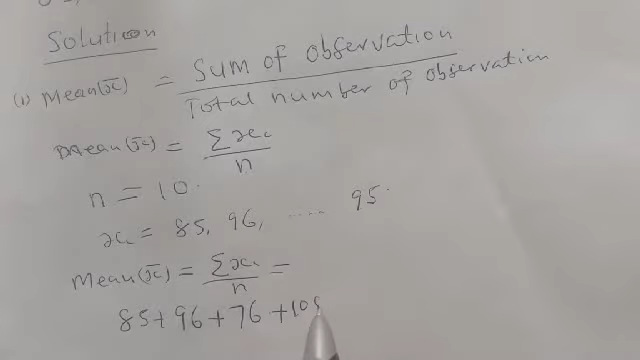 Solution
(i) Mean(x̄) = Sum of observation / Total number of observation
Mean(x̄) = Σxᵢ / n
n = 10.
xᵢ = 85, 96, ..... 95.
Mean(x̄) = Σxᵢ / n =
85 + 96 + 76 + 10